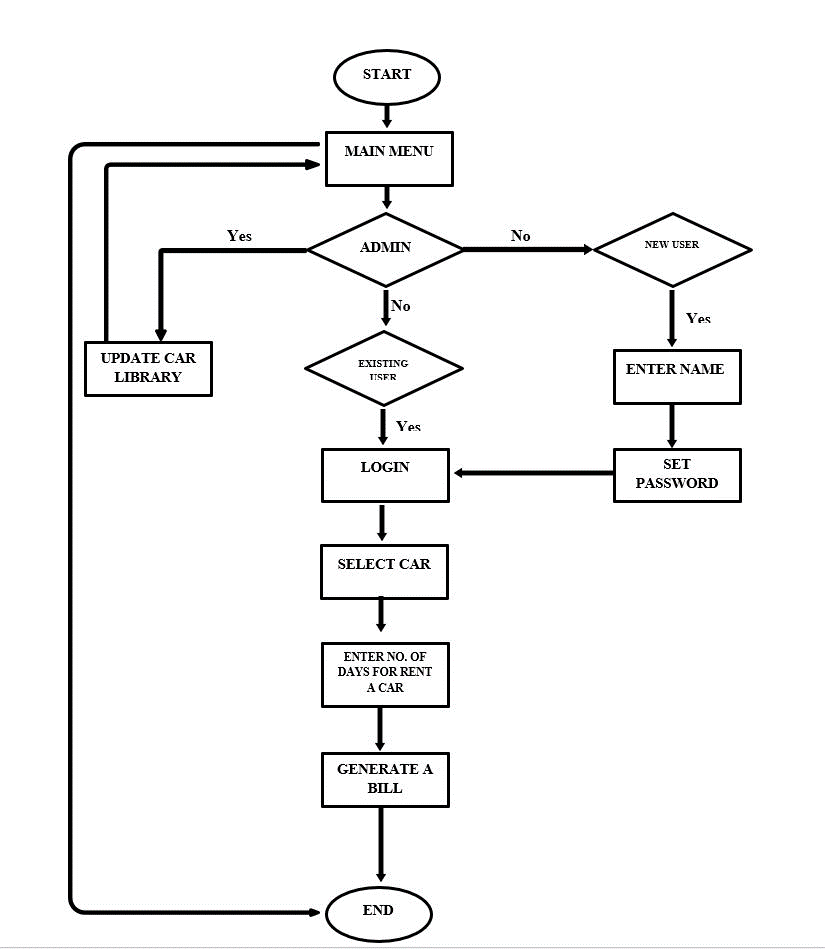 START
MAIN MENU
Yes
ADMIN
No
NEW USER
No
Yes
UPDATE CAR
LIBRARY
EXISTING
USER
ENTER NAME
Yes
LOGIN
SET
PASSWORD
SELECT CAR
ENTER NO. OF
DAYS FOR RENT
A CAR
GENERATE A
BILL
END